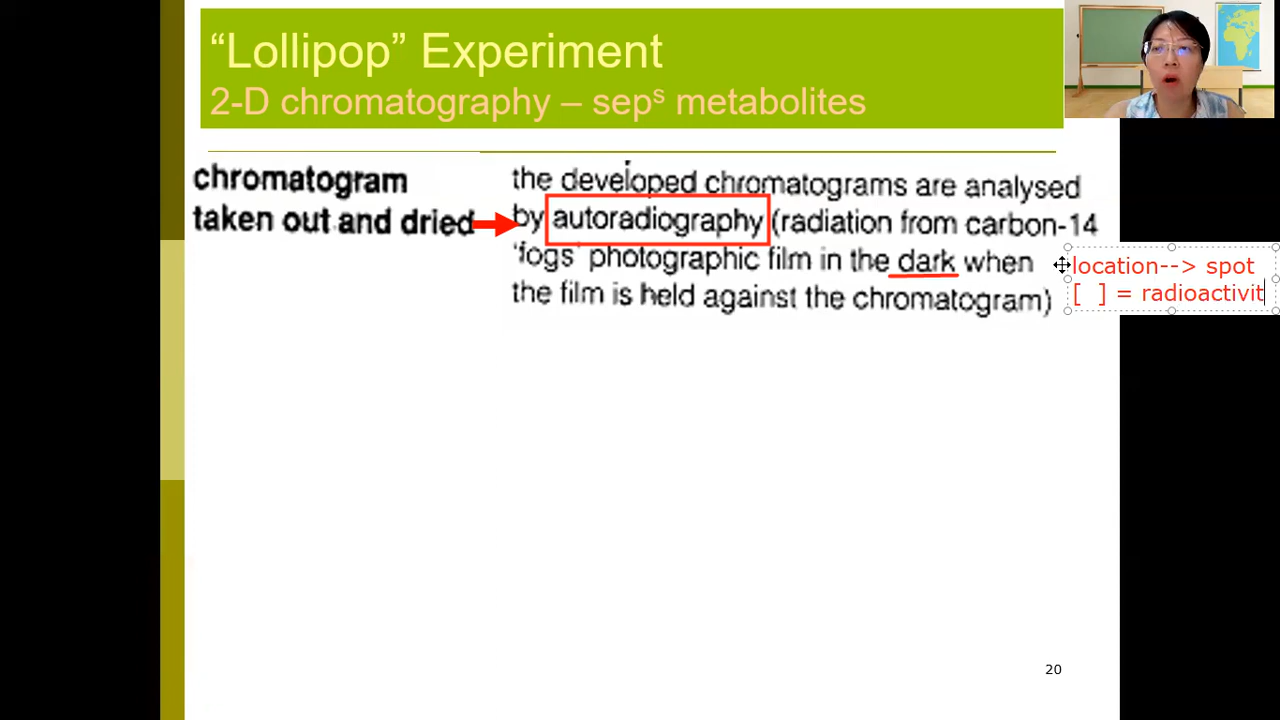 “Lollipop” Experiment
2-D chromatography – sepˢ metabolites
chromatogram
taken out and dried
the developed chromatograms are analysed
by autoradiography (radiation from carbon-14
‘fogs’ photographic film in the dark when
the film is held against the chromatogram)
location--> spot
[ ] = radioactivit
20